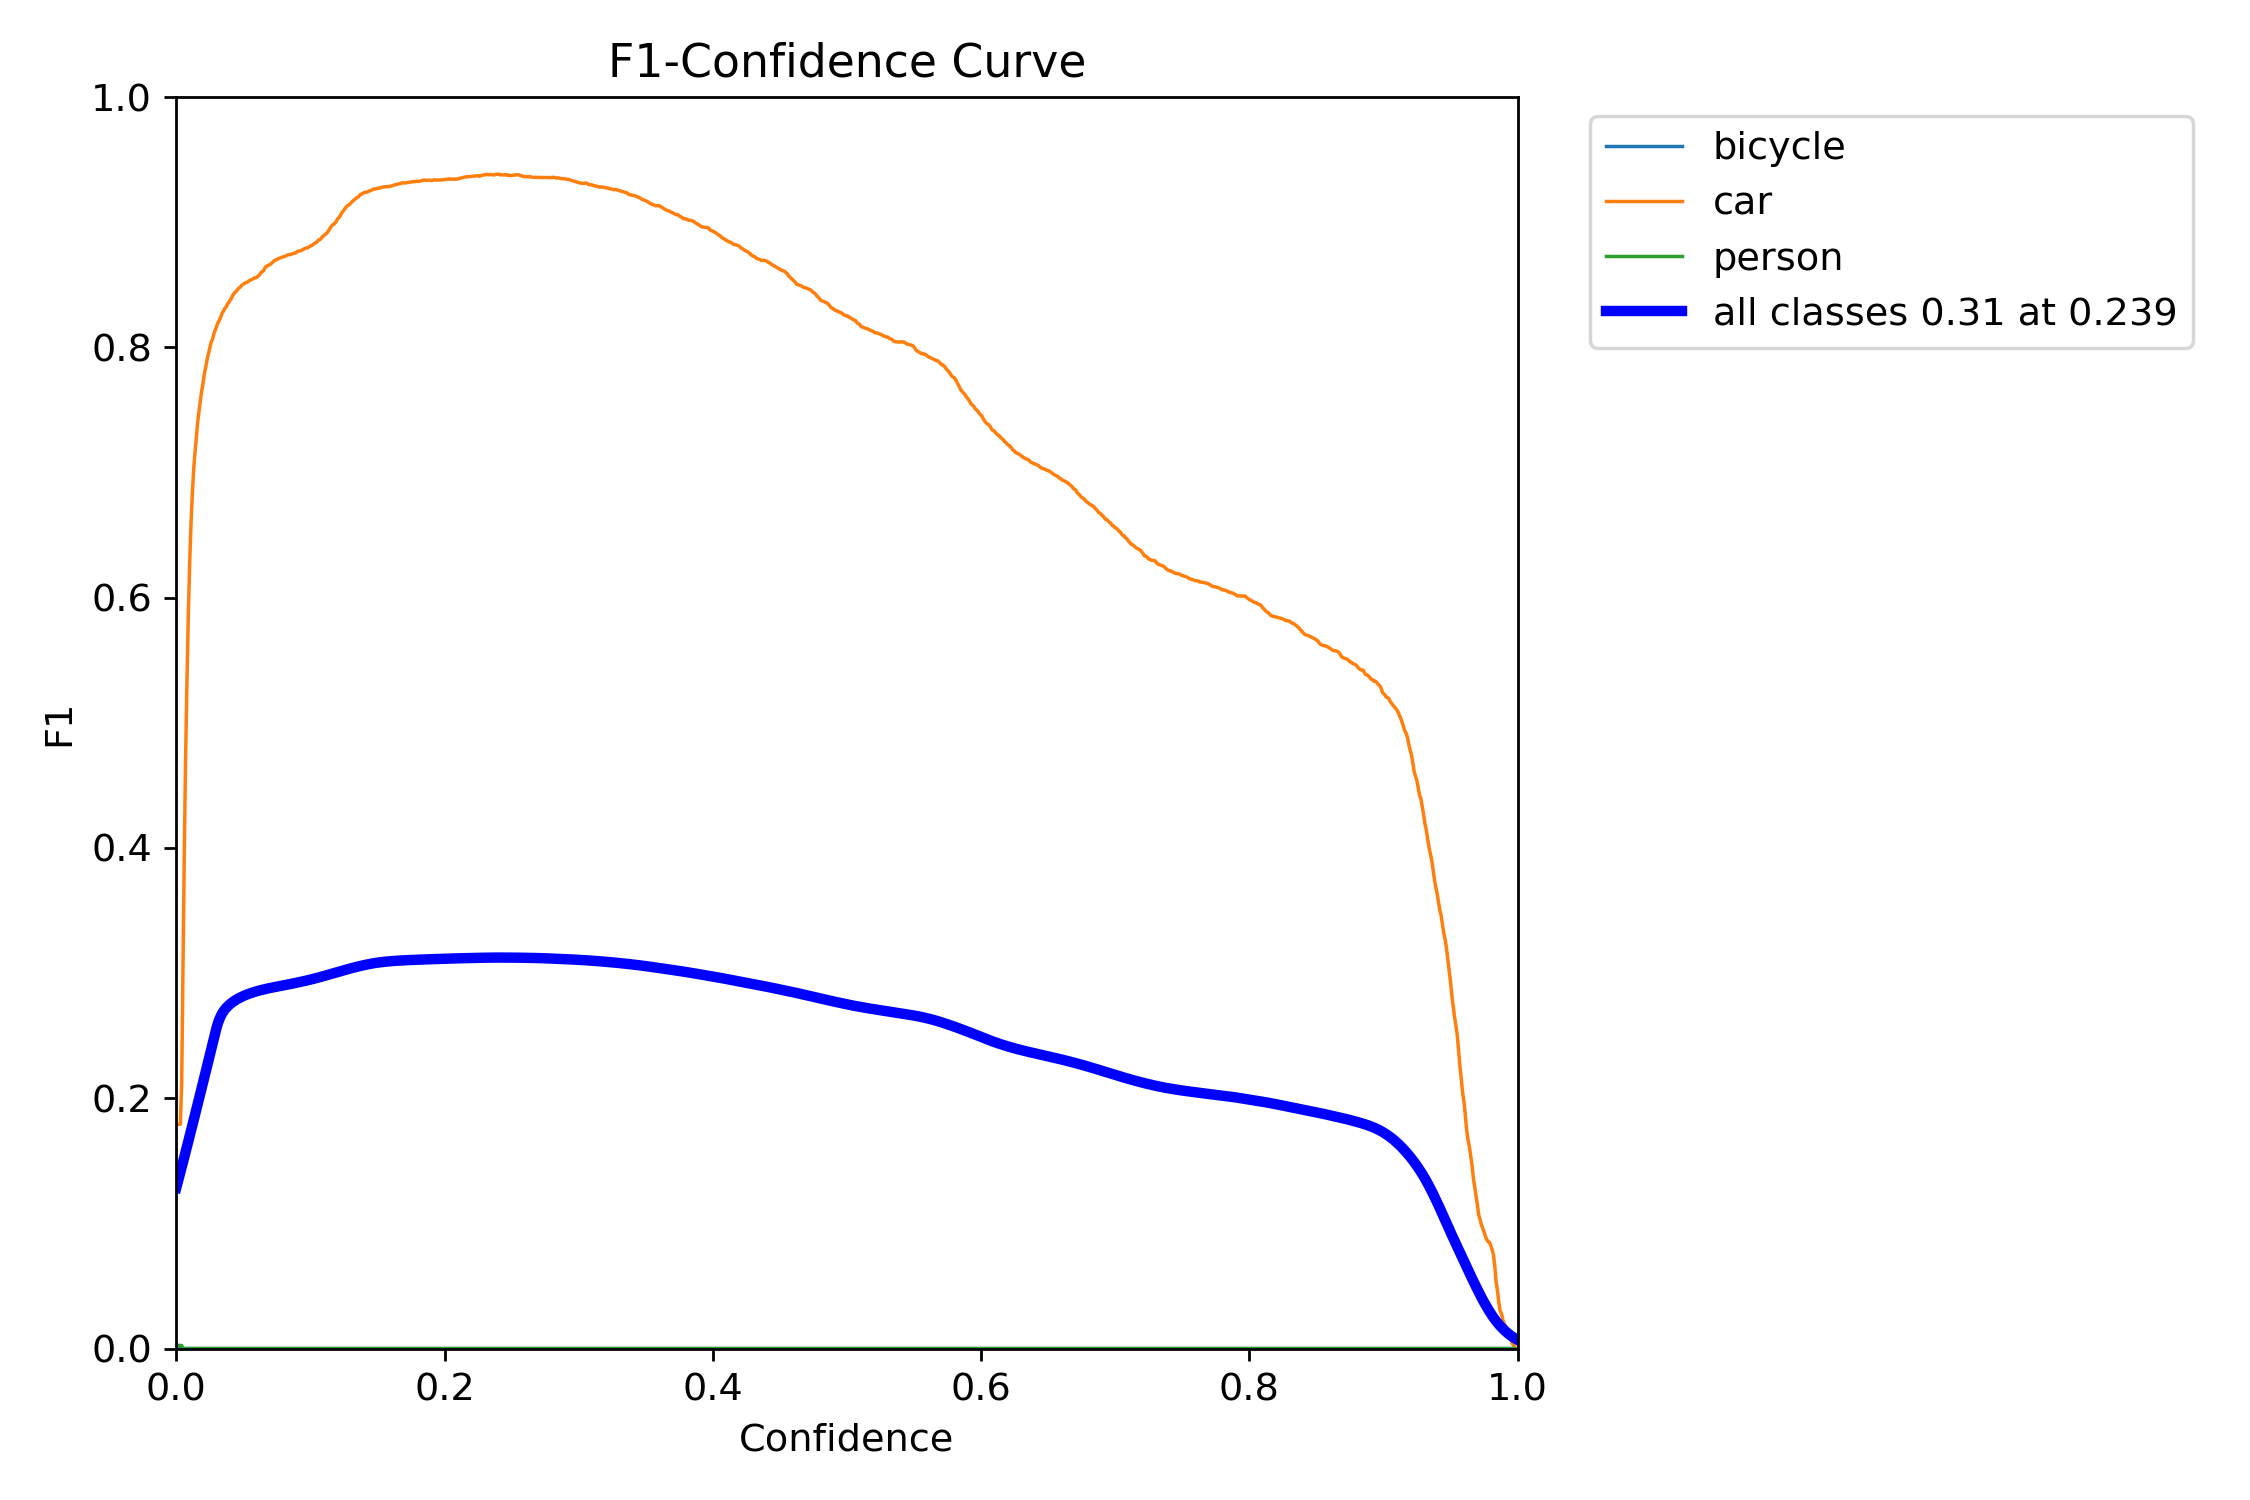 F1-Confidence Curve
1.0
0.8
0.6
0.4
0.2
0.0
F1
0.0 0.2 0.4 0.6 0.8 1.0
Confidence
bicycle
car
person
all classes 0.31 at 0.239